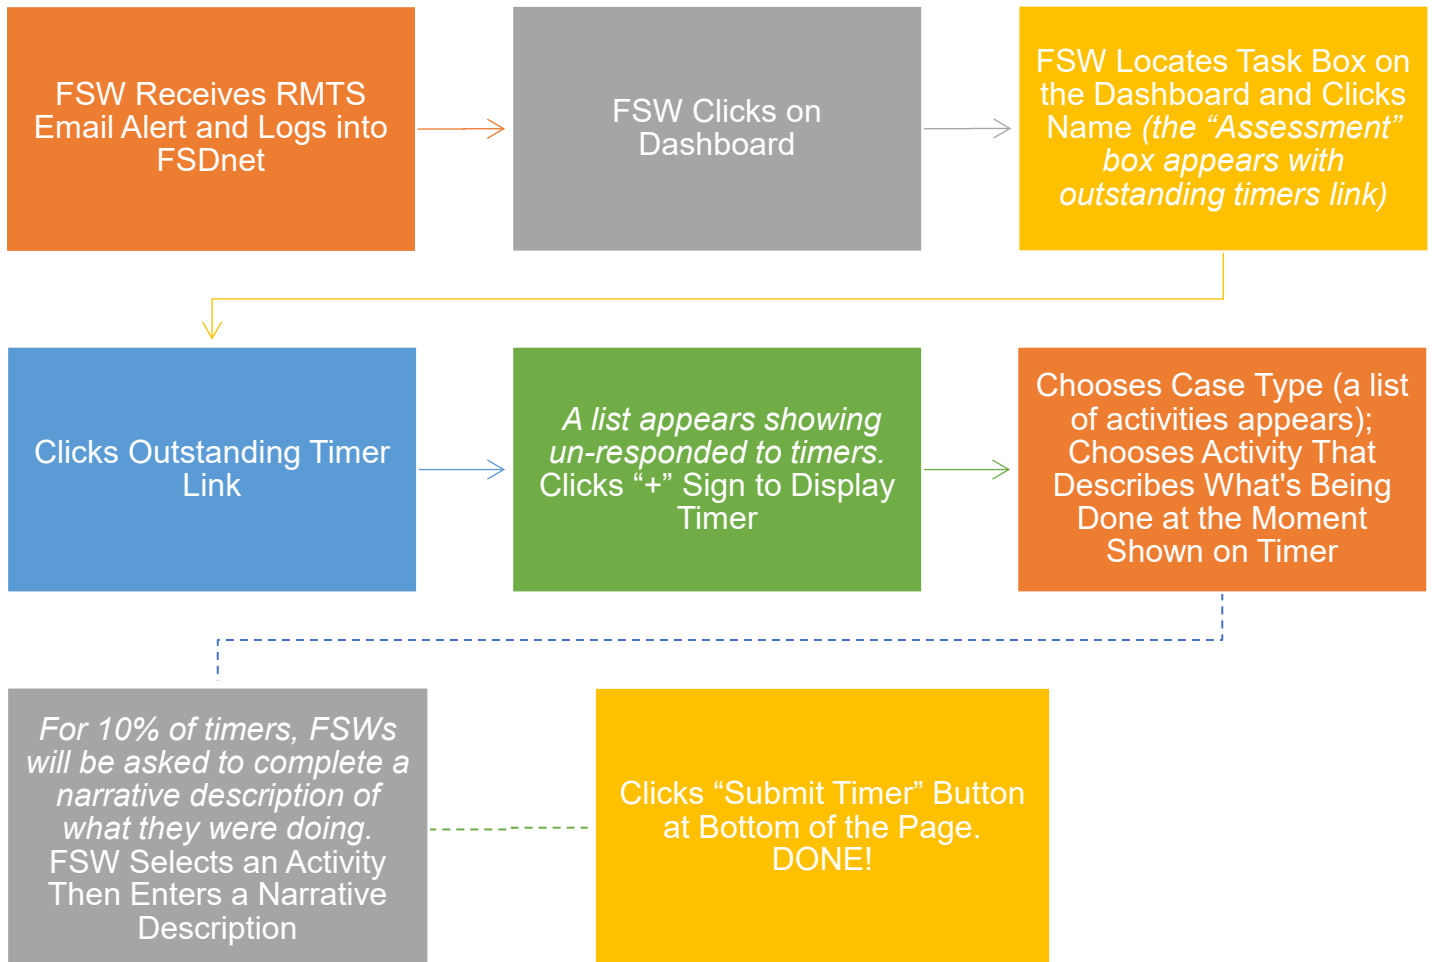 FSW Receives RMTS
Email Alert and Logs into
FSDnet
FSW Clicks on
Dashboard
FSW Locates Task Box on
the Dashboard and Clicks
Name (the “Assessment”
box appears with
outstanding timers link)
Clicks Outstanding Timer
Link
A list appears showing
un-responded to timers.
Clicks “+” Sign to Display
Timer
Chooses Case Type (a list
of activities appears);
Chooses Activity That
Describes What's Being
Done at the Moment
Shown on Timer
For 10% of timers, FSWs
will be asked to complete a
narrative description of
what they were doing.
FSW Selects an Activity
Then Enters a Narrative
Description
Clicks “Submit Timer” Button
at Bottom of the Page.
DONE!